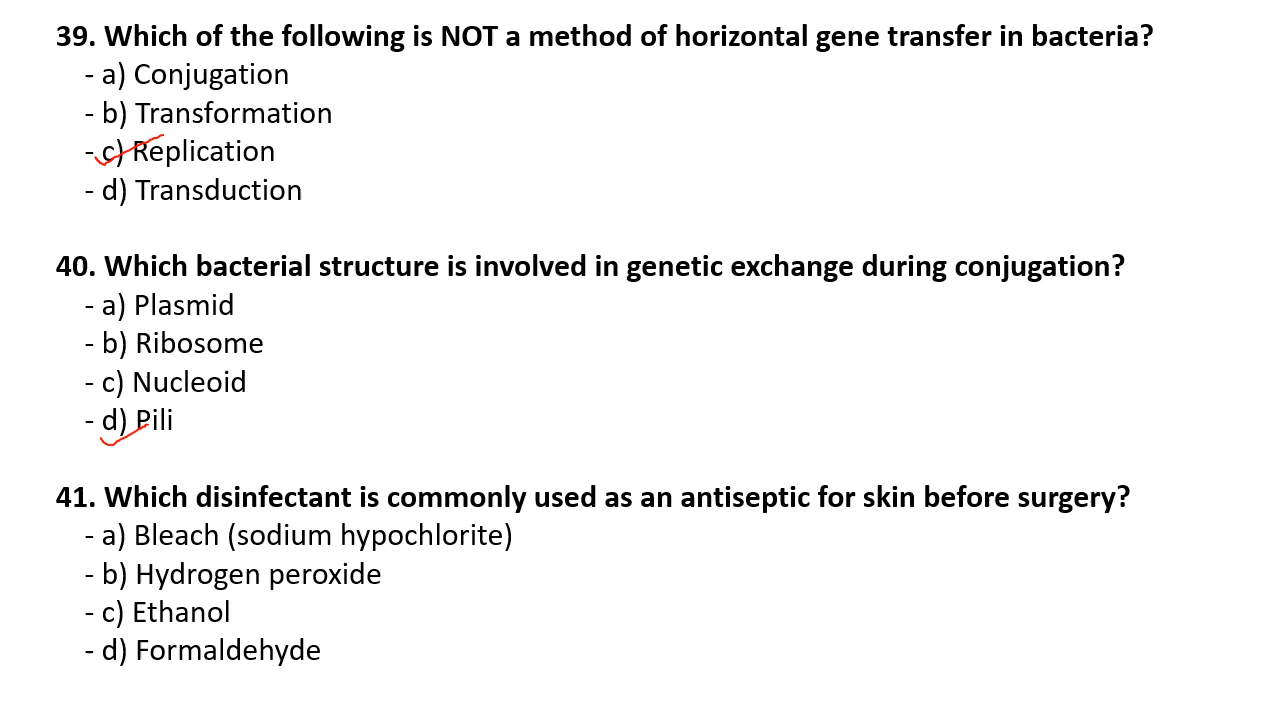 39. Which of the following is NOT a method of horizontal gene transfer in bacteria?
- a) Conjugation
- b) Transformation
- c) Replication
- d) Transduction
40. Which bacterial structure is involved in genetic exchange during conjugation?
- a) Plasmid
- b) Ribosome
- c) Nucleoid
- d) Pili
41. Which disinfectant is commonly used as an antiseptic for skin before surgery?
- a) Bleach (sodium hypochlorite)
- b) Hydrogen peroxide
- c) Ethanol
- d) Formaldehyde